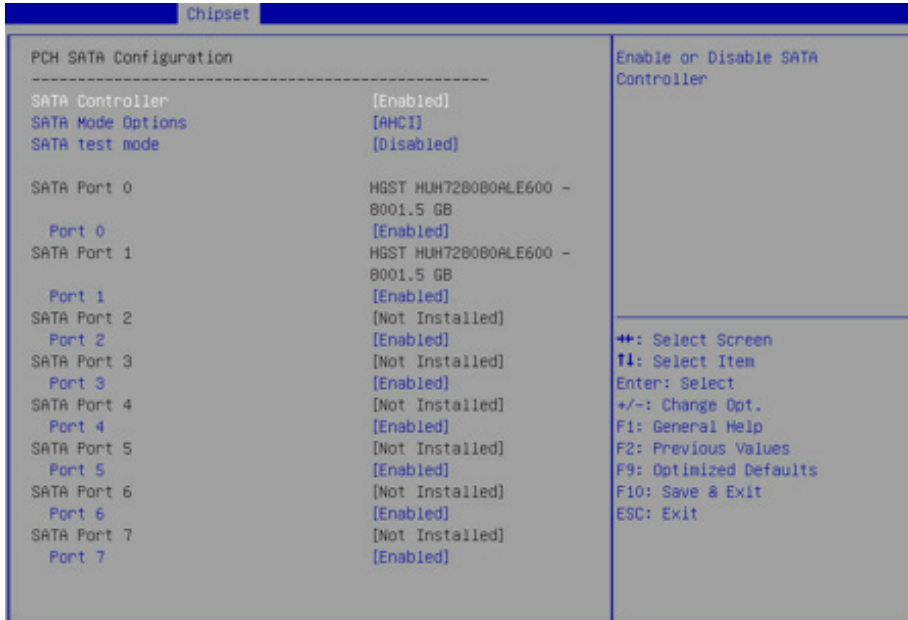 Chipset
PCH SATA Configuration
--------------------------------------------------
SATA Controller [Enabled]
SATA Mode Options [AHCI]
SATA test mode [Disabled]
SATA Port 0 HGST HUH728080ALE600 -
8001.5 GB
Port 0 [Enabled]
SATA Port 1 HGST HUH728080ALE600 -
8001.5 GB
Port 1 [Enabled]
SATA Port 2 [Not Installed]
Port 2 [Enabled]
SATA Port 3 [Not Installed]
Port 3 [Enabled]
SATA Port 4 [Not Installed]
Port 4 [Enabled]
SATA Port 5 [Not Installed]
Port 5 [Enabled]
SATA Port 6 [Not Installed]
Port 6 [Enabled]
SATA Port 7 [Not Installed]
Port 7 [Enabled]
Enable or Disable SATA
Controller
→←: Select Screen
↑↓: Select Item
Enter: Select
+/-: Change Opt.
F1: General Help
F2: Previous Values
F9: Optimized Defaults
F10: Save & Exit
ESC: Exit